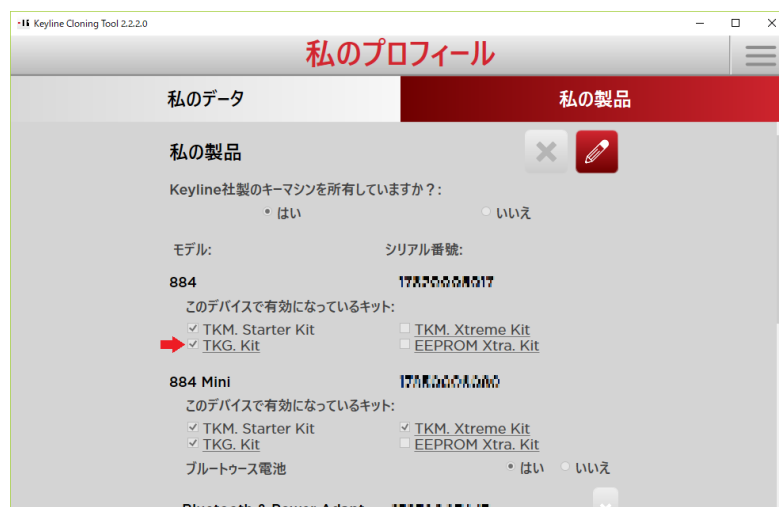 Keyline Cloning Tool 2.2.2.0
私のプロフィール
私のデータ
私の製品
私の製品
Keyline社製のキーマシンを所有していますか？:
はい いいえ
モデル: シリアル番號:
884
このデバイスで有効になっているキット:
TKM. Starter Kit TKM. Xtreme Kit
TKG. Kit EEPROM Xtra. Kit
884 Mini
このデバイスで有効になっているキット:
TKM. Starter Kit TKM. Xtreme Kit
TKG. Kit EEPROM Xtra. Kit
ブルートゥース電池 はい いいえ
Bluetooth & Power Adapt